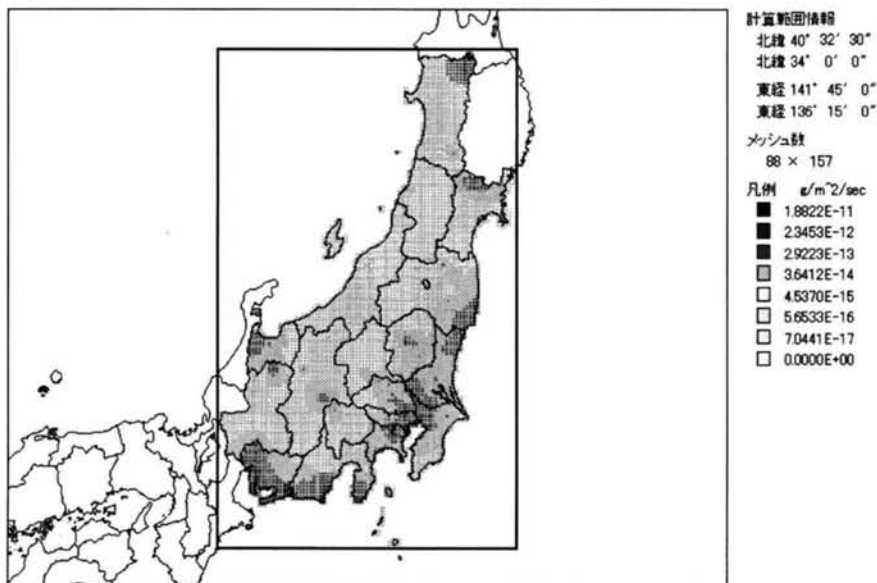 計算範囲情報
北緯 40° 32′ 30″
北緯 34° 0′ 0″
東経 141° 45′ 0″
東経 136° 15′ 0″
メッシュ数
88 × 157
凡例 g/m^2/sec
1.8822E-11
2.3453E-12
2.9223E-13
3.6412E-14
4.5370E-15
5.6533E-16
7.0441E-17
0.0000E+00